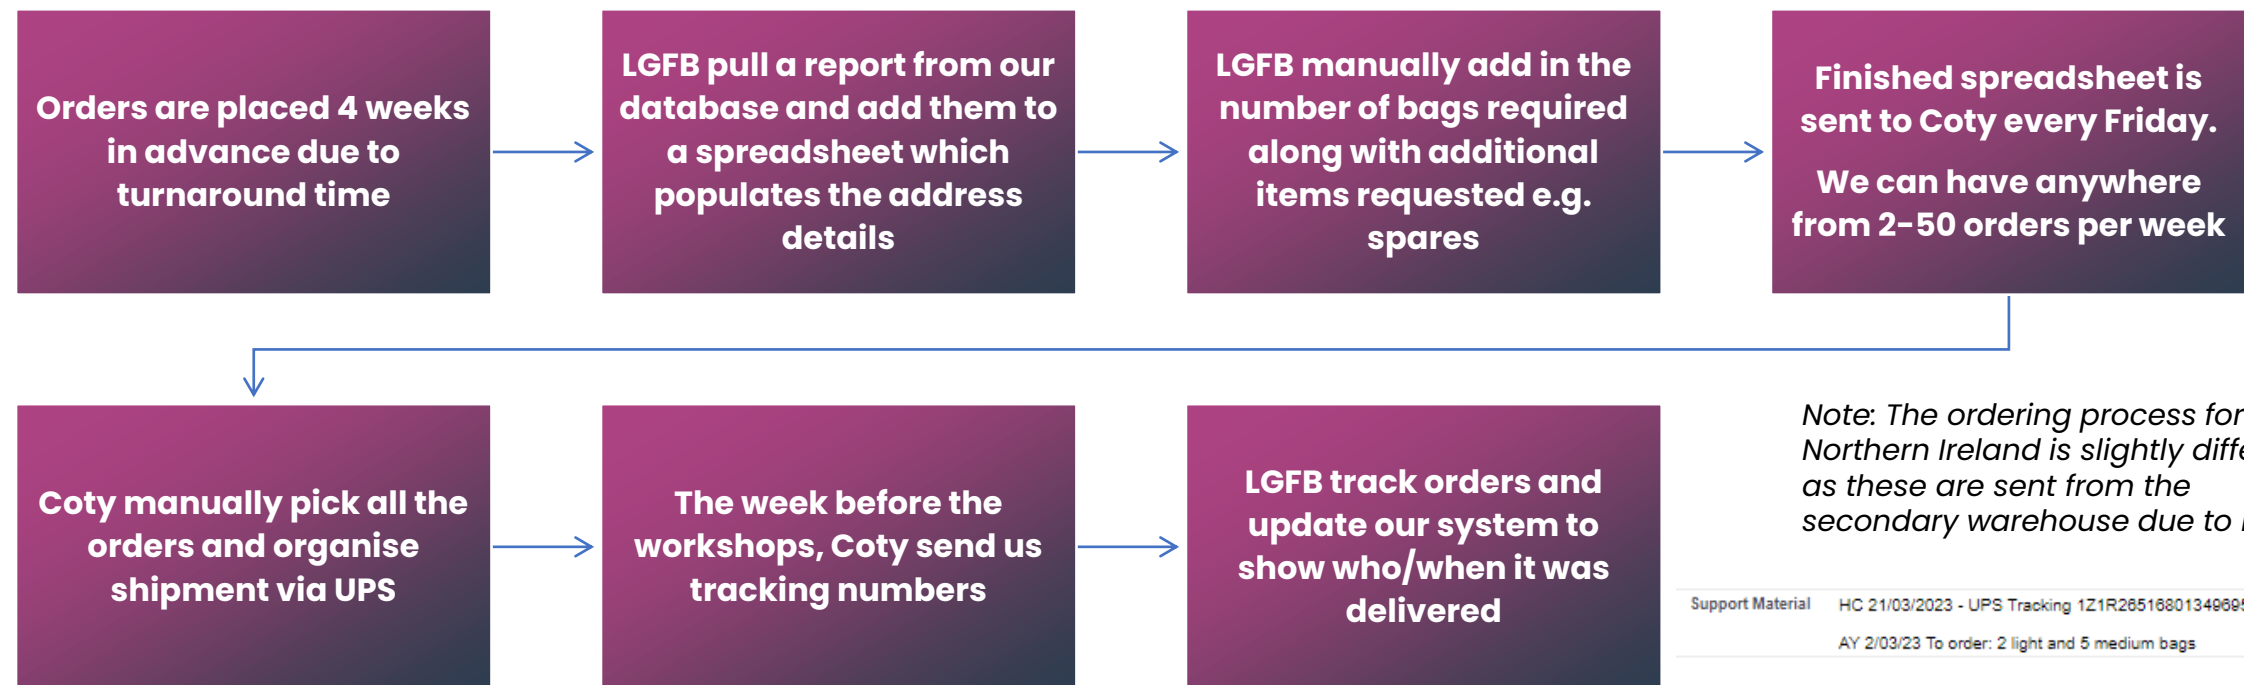 Orders are placed 4 weeks
in advance due to
turnaround time
LGFB pull a report from our
database and add them to
a spreadsheet which
populates the address
details
LGFB manually add in the
number of bags required
along with additional
items requested e.g.
spares
Finished spreadsheet is
sent to Coty every Friday.
We can have anywhere
from 2-50 orders per week
Coty manually pick all the
orders and organise
shipment via UPS
The week before the
workshops, Coty send us
tracking numbers
LGFB track orders and
update our system to
show who/when it was
delivered
Note: The ordering process for
Northern Ireland is slightly
as these are sent from the
secondary warehouse due to
Support Material HC 21/03/2023 - UPS Tracking
AY 2/03/23 To order: 2 light and 5 medium bags